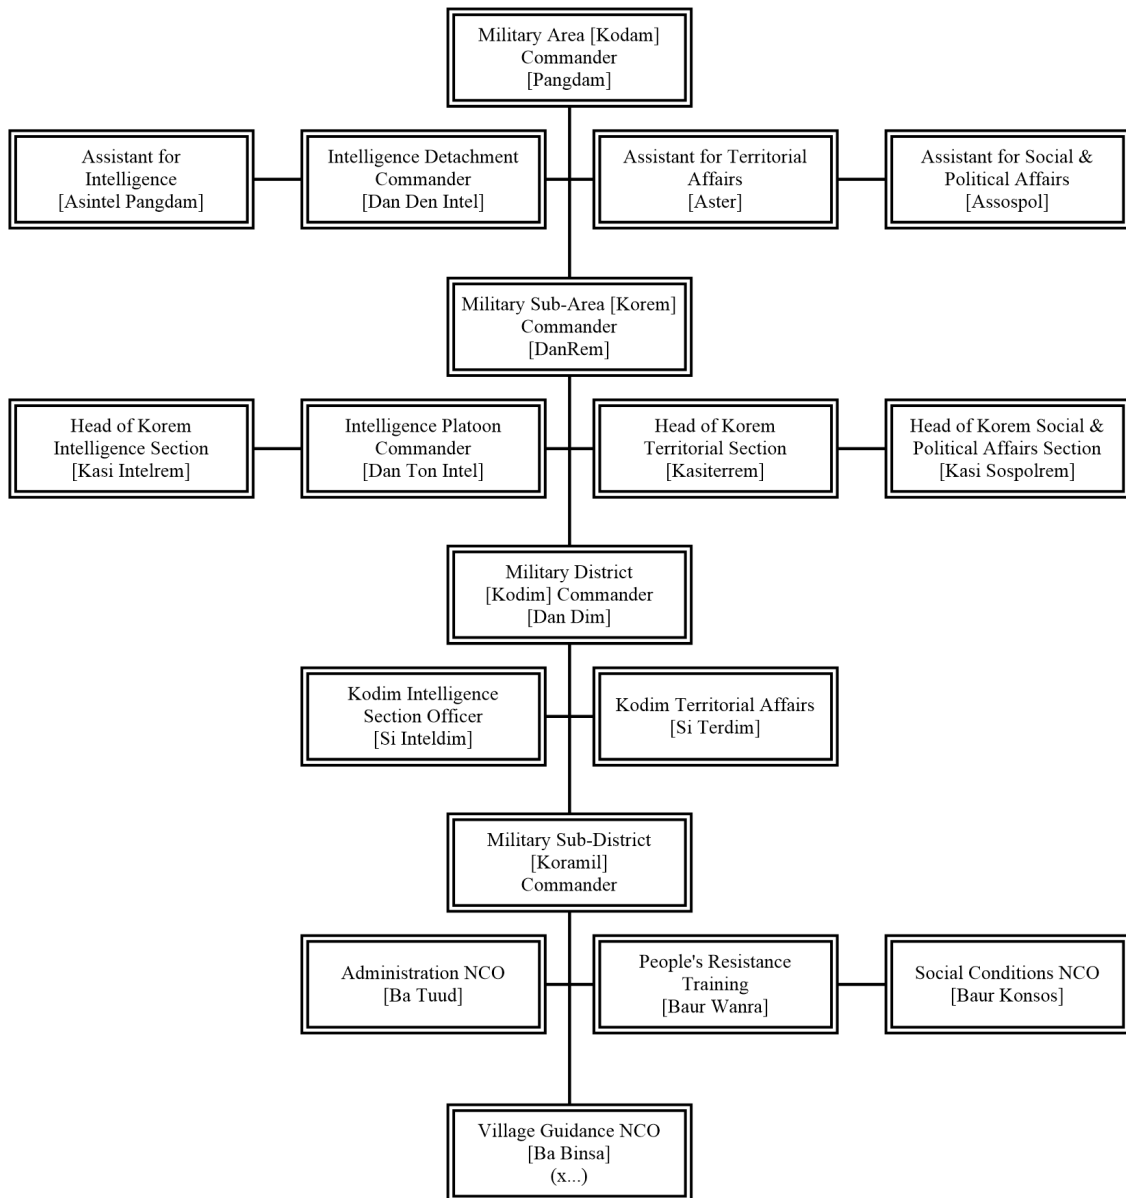 Military Area [Kodam]
Commander
[Pangdam]
Assistant for
Intelligence
[Asintel Pangdam]
Intelligence Detachment
Commander
[Dan Den Intel]
Assistant for Territorial
Affairs
[Aster]
Assistant for Social &
Political Affairs
[Assospol]
Military Sub-Area [Korem]
Commander
[DanRem]
Head of Korem
Intelligence Section
[Kasi Intelrem]
Intelligence Platoon
Commander
[Dan Ton Intel]
Head of Korem
Territorial Section
[Kasiterrem]
Head of Korem Social &
Political Affairs Section
[Kasi Sospolrem]
Military District
[Kodim] Commander
[Dan Dim]
Kodim Intelligence
Section Officer
[Si Inteldim]
Kodim Territorial Affairs
[Si Terdim]
Military Sub-District
[Koramil]
Commander
Administration NCO
[Ba Tuud]
People's Resistance
Training
[Baur Wanra]
Social Conditions NCO
[Baur Konsos]
Village Guidance NCO
[Ba Binsa]
(x...)